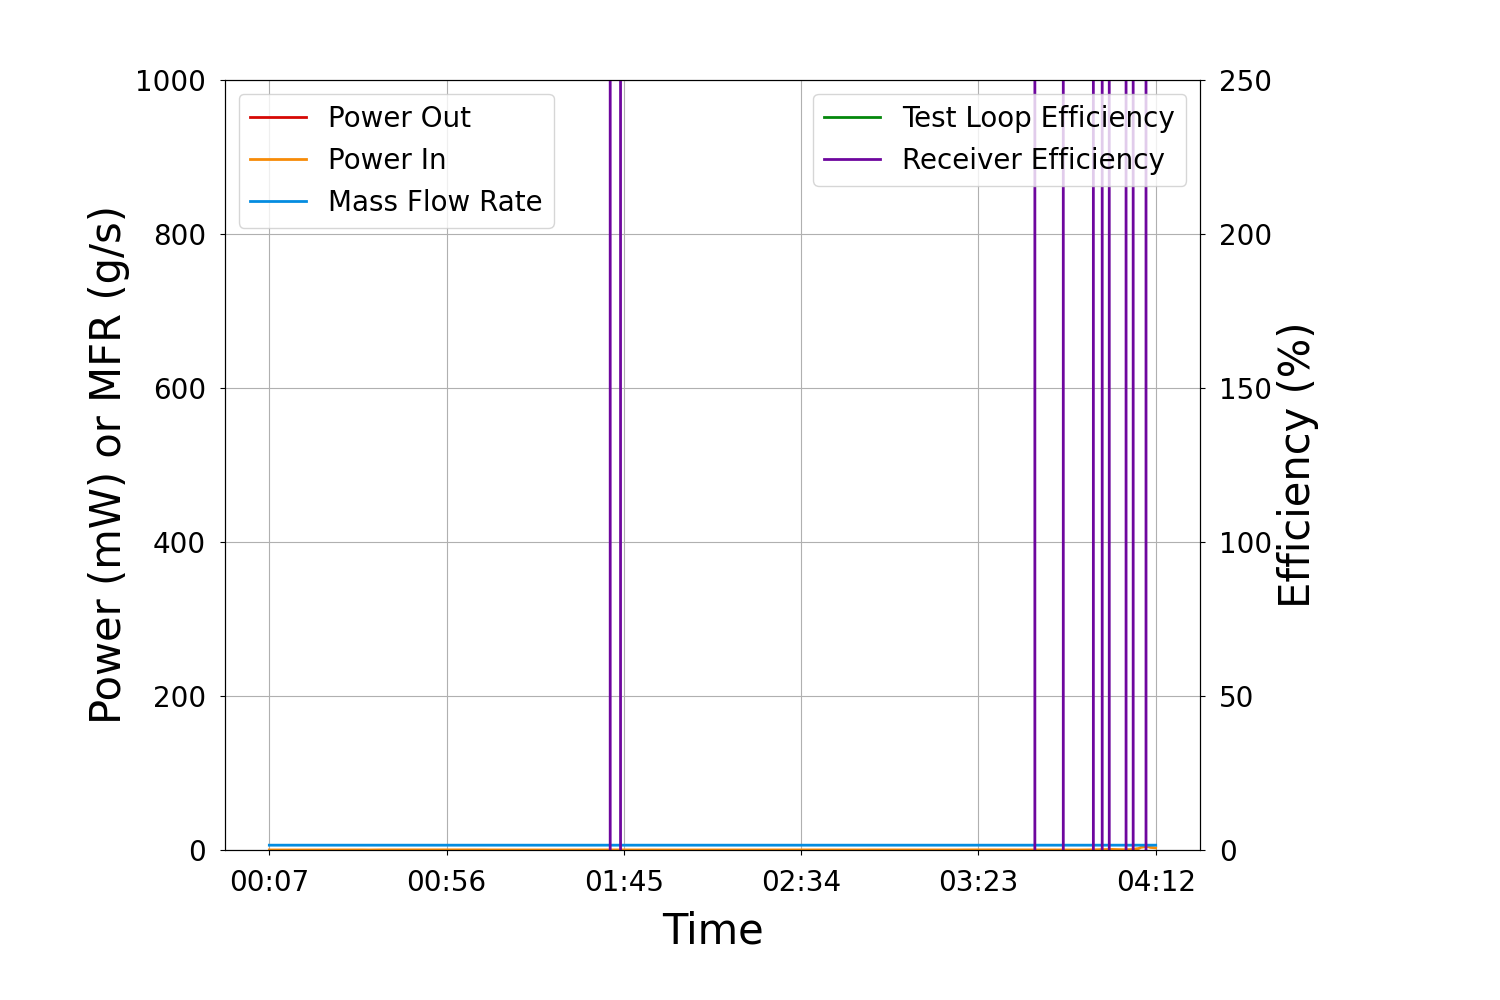 1000
800
600
400
200
0
Power (mW) or MFR (g/s)
Power Out
Power In
Mass Flow Rate
Test Loop Efficiency
Receiver Efficiency
250
200
150
100
50
0
Efficiency (%)
00:07 00:56 01:45 02:34 03:23 04:12
Time